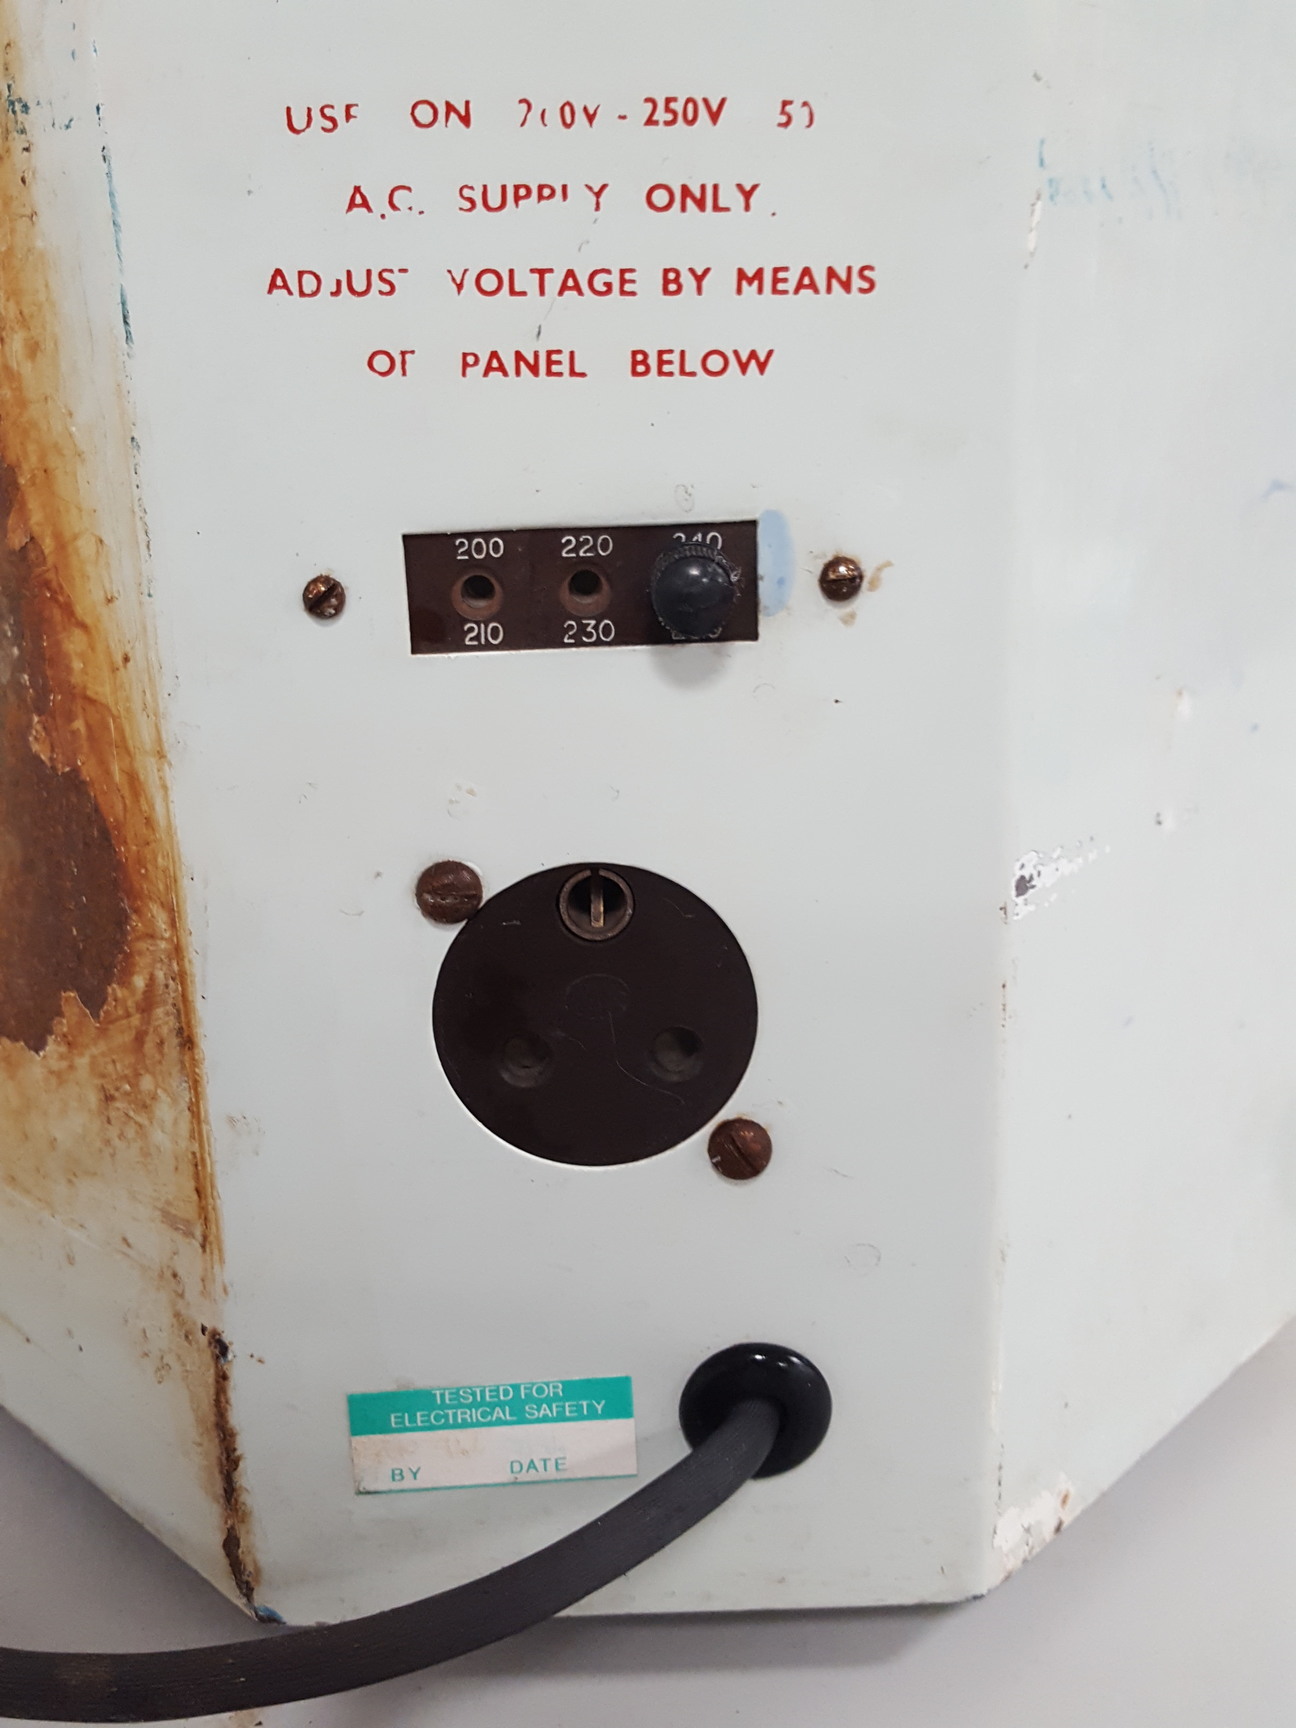 USE ON 200V - 250V 50
A.C. SUPPLY ONLY.
ADJUST VOLTAGE BY MEANS
OF PANEL BELOW
200 220 240
210 230
TESTED FOR
ELECTRICAL SAFETY
BY DATE